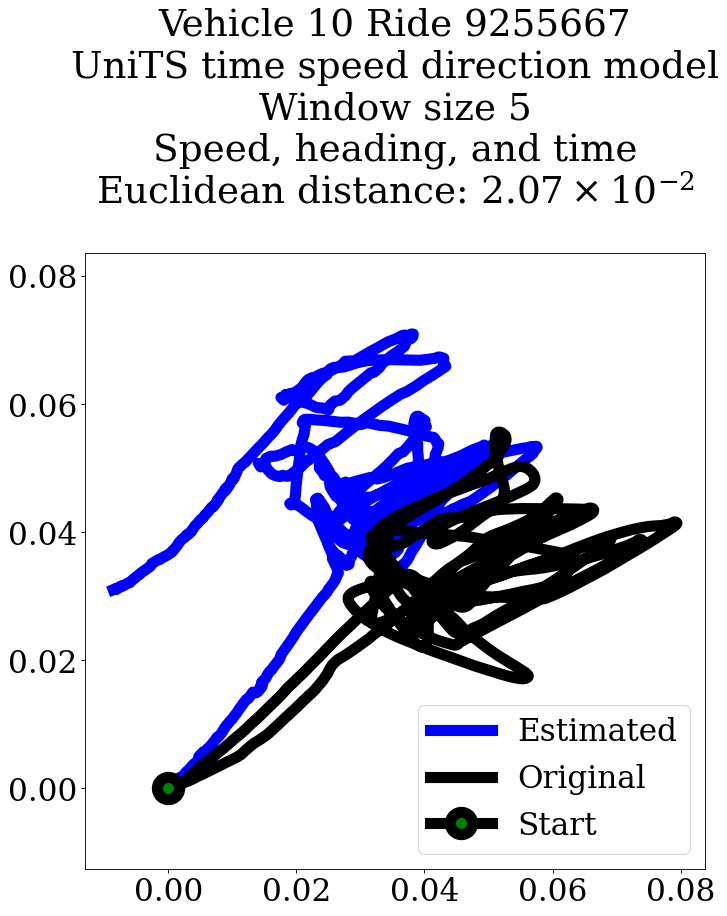 Vehicle 10 Ride 9255667
UniTS time speed direction model
Window size 5
Speed, heading, and time
Euclidean distance: 2.07 × 10⁻²
0.08
0.06
0.04
0.02
0.00
Estimated
Original
Start
0.00 0.02 0.04 0.06 0.08